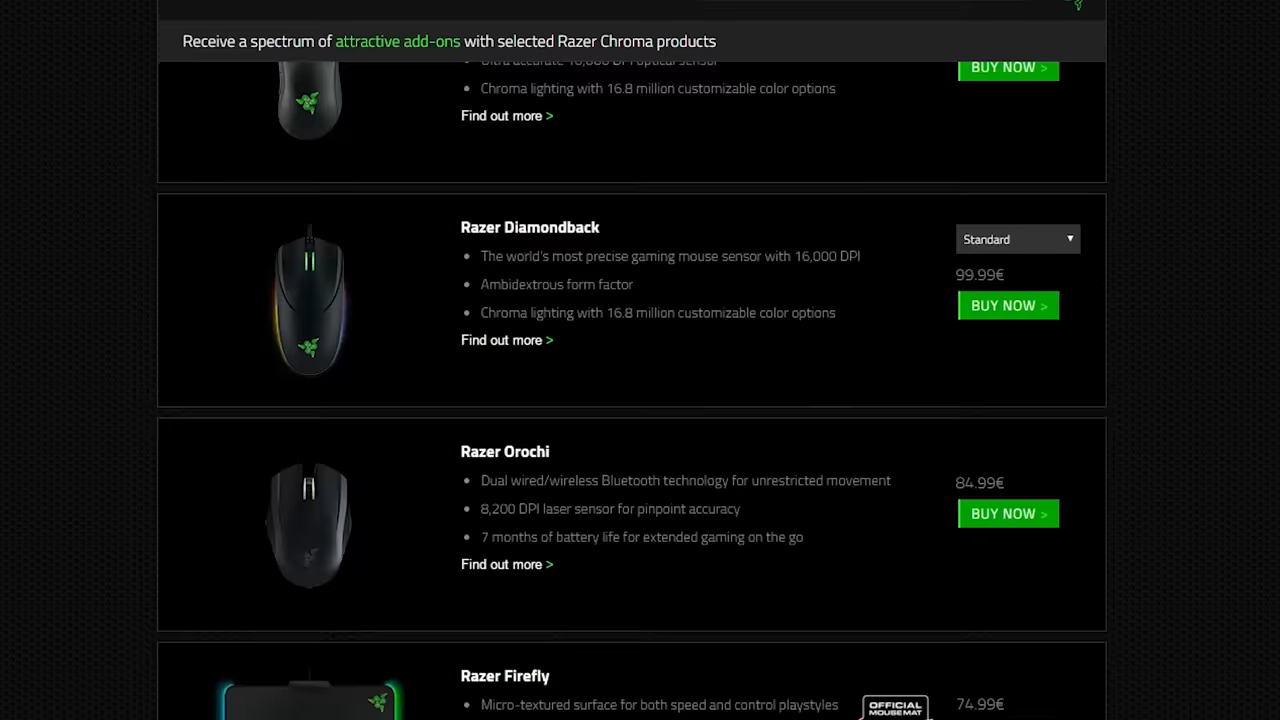 Receive a spectrum of attractive add-ons with selected Razer Chroma products
BUY NOW >
Chroma lighting with 16.8 million customizable color options
Find out more >
Razer Diamondback
The world's most precise gaming mouse sensor with 16,000 DPI
Ambidextrous form factor
Chroma lighting with 16.8 million customizable color options
Find out more >
Standard
99.99€
BUY NOW >
Razer Orochi
Dual wired/wireless Bluetooth technology for unrestricted movement
8,200 DPI laser sensor for pinpoint accuracy
7 months of battery life for extended gaming on the go
Find out more >
84.99€
BUY NOW >
Razer Firefly
Micro-textured surface for both speed and control playstyles
OFFICIAL
MOUSE MAT
74.99€